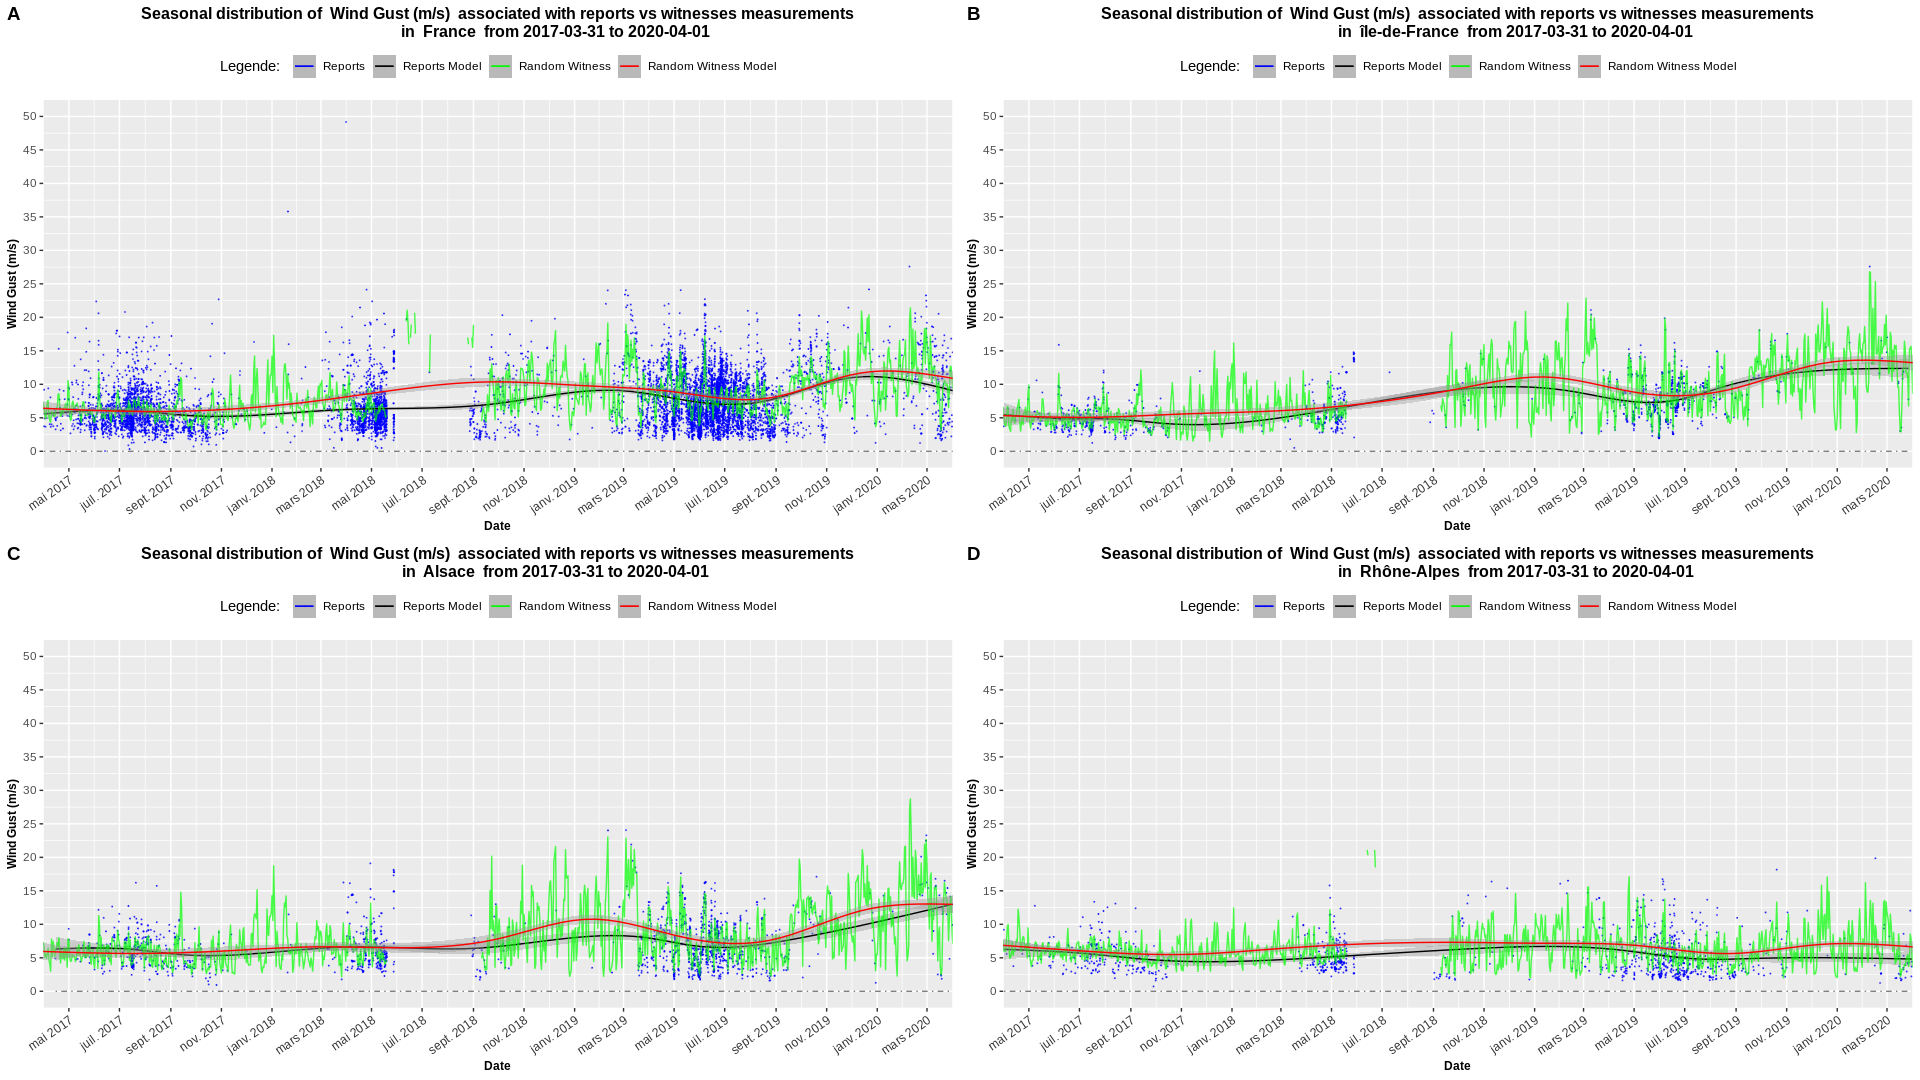 A
Seasonal distribution of Wind Gust (m/s) associated with reports vs witnesses measurements
in France from 2017-03-31 to 2020-04-01
Legende: Reports Reports Model Random Witness Random Witness Model
50
45
40
35
30
25
20
15
10
5
0
Wind Gust (m/s)
mai 2017 juil. 2017 sept. 2017 nov. 2017 janv. 2018 mars 2018 mai 2018 juil. 2018 sept. 2018 nov. 2018 janv. 2019 mars 2019 mai 2019 juil. 2019 sept. 2019 nov. 2019 janv. 2020 mars 2020
Date
B
Seasonal distribution of Wind Gust (m/s) associated with reports vs witnesses measurements
in île-de-France from 2017-03-31 to 2020-04-01
Legende: Reports Reports Model Random Witness Random Witness Model
50
45
40
35
30
25
20
15
10
5
0
Wind Gust (m/s)
mai 2017 juil. 2017 sept. 2017 nov. 2017 janv. 2018 mars 2018 mai 2018 juil. 2018 sept. 2018 nov. 2018 janv. 2019 mars 2019 mai 2019 juil. 2019 sept. 2019 nov. 2019 janv. 2020 mars 2020
Date
C
Seasonal distribution of Wind Gust (m/s) associated with reports vs witnesses measurements
in Alsace from 2017-03-31 to 2020-04-01
Legende: Reports Reports Model Random Witness Random Witness Model
50
45
40
35
30
25
20
15
10
5
0
Wind Gust (m/s)
mai 2017 juil. 2017 sept. 2017 nov. 2017 janv. 2018 mars 2018 mai 2018 juil. 2018 sept. 2018 nov. 2018 janv. 2019 mars 2019 mai 2019 juil. 2019 sept. 2019 nov. 2019 janv. 2020 mars 2020
Date
D
Seasonal distribution of Wind Gust (m/s) associated with reports vs witnesses measurements
in Rhône-Alpes from 2017-03-31 to 2020-04-01
Legende: Reports Reports Model Random Witness Random Witness Model
50
45
40
35
30
25
20
15
10
5
0
Wind Gust (m/s)
mai 2017 juil. 2017 sept. 2017 nov. 2017 janv. 2018 mars 2018 mai 2018 juil. 2018 sept. 2018 nov. 2018 janv. 2019 mars 2019 mai 2019 juil. 2019 sept. 2019 nov. 2019 janv. 2020 mars 2020
Date